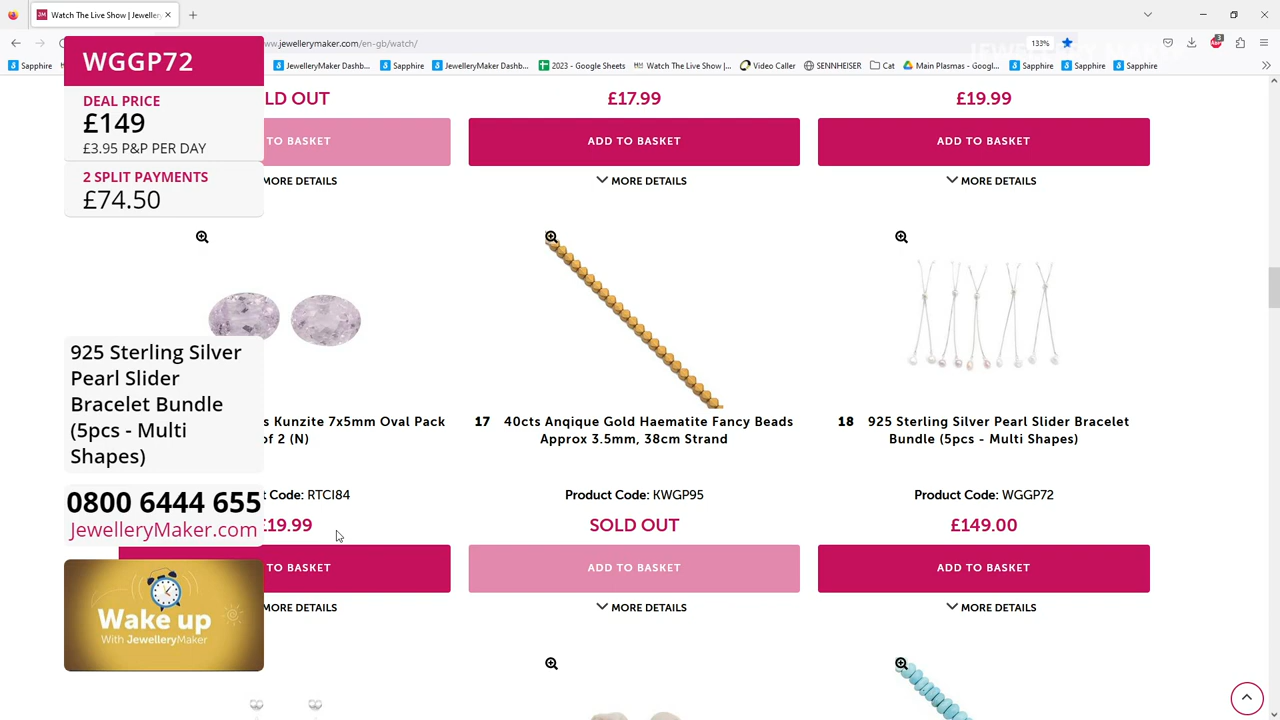 Watch The Live Show | Jeweller
ww.jewellerymaker.com/en-gb/watch/
133%
3
Sapphire
JewelleryMaker Dashb...
Sapphire
JewelleryMaker Dashb...
2023 - Google Sheets
Watch The Live Show |...
Video Caller
SENNHEISER
Cat
Main Plasmas - Googl...
Sapphire
Sapphire
Sapphire
WGGP72
DEAL PRICE
£149
£3.95 P&P PER DAY
2 SPLIT PAYMENTS
£74.50
LD OUT
£17.99
£19.99
TO BASKET
ADD TO BASKET
ADD TO BASKET
MORE DETAILS
MORE DETAILS
MORE DETAILS
925 Sterling Silver
Pearl Slider
Bracelet Bundle
(5pcs - Multi
Shapes)
s Kunzite 7x5mm Oval Pack
of 2 (N)
17 40cts Anqique Gold Haematite Fancy Beads
Approx 3.5mm, 38cm Strand
18 925 Sterling Silver Pearl Slider Bracelet
Bundle (5pcs - Multi Shapes)
t Code: RTCI84
Product Code: KWGP95
Product Code: WGGP72
£19.99
SOLD OUT
£149.00
TO BASKET
ADD TO BASKET
ADD TO BASKET
MORE DETAILS
MORE DETAILS
MORE DETAILS
0800 6444 655
JewelleryMaker.com
Wake up
With JewelleryMaker